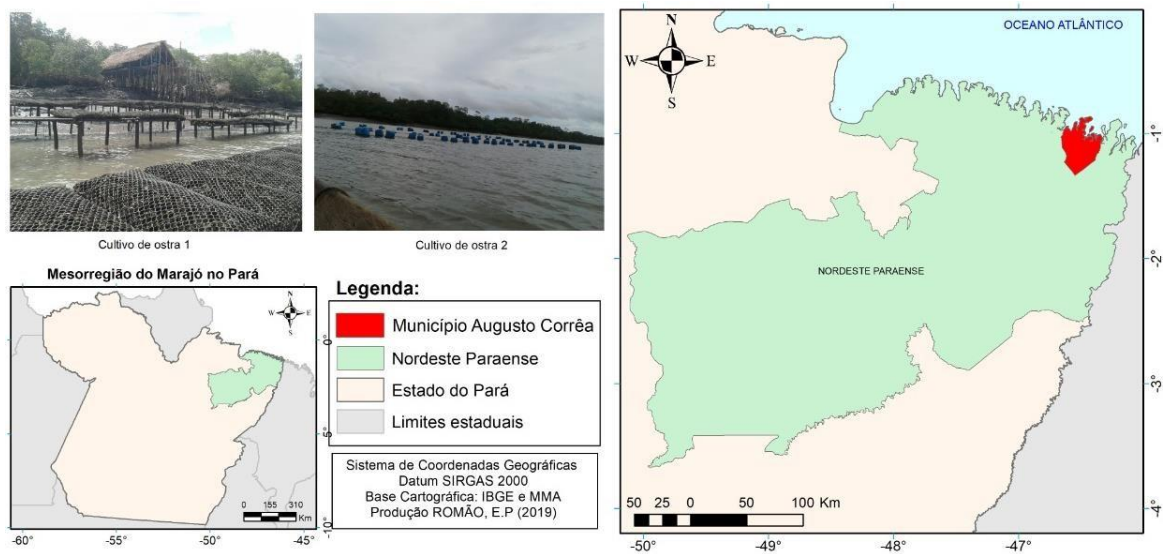 Cultivo de ostra 1
Cultivo de ostra 2
Mesorregião do Marajó no Pará
N
W
E
S
0°
-5°
-10°
0 155 310
Km
-60°
-55°
-50°
-45°
Legenda:
Município Augusto Corrêa
Nordeste Paraense
Estado do Pará
Limites estaduais
Sistema de Coordenadas Geográficas
Datum SIRGAS 2000
Base Cartográfica: IBGE e MMA
Produção ROMÃO, E.P (2019)
OCEANO ATLÂNTICO
N
W
E
S
NORDESTE PARAENSE
-1°
-2°
-3°
-4°
50 25 0 50 100 Km
-50°
-49°
-48°
-47°